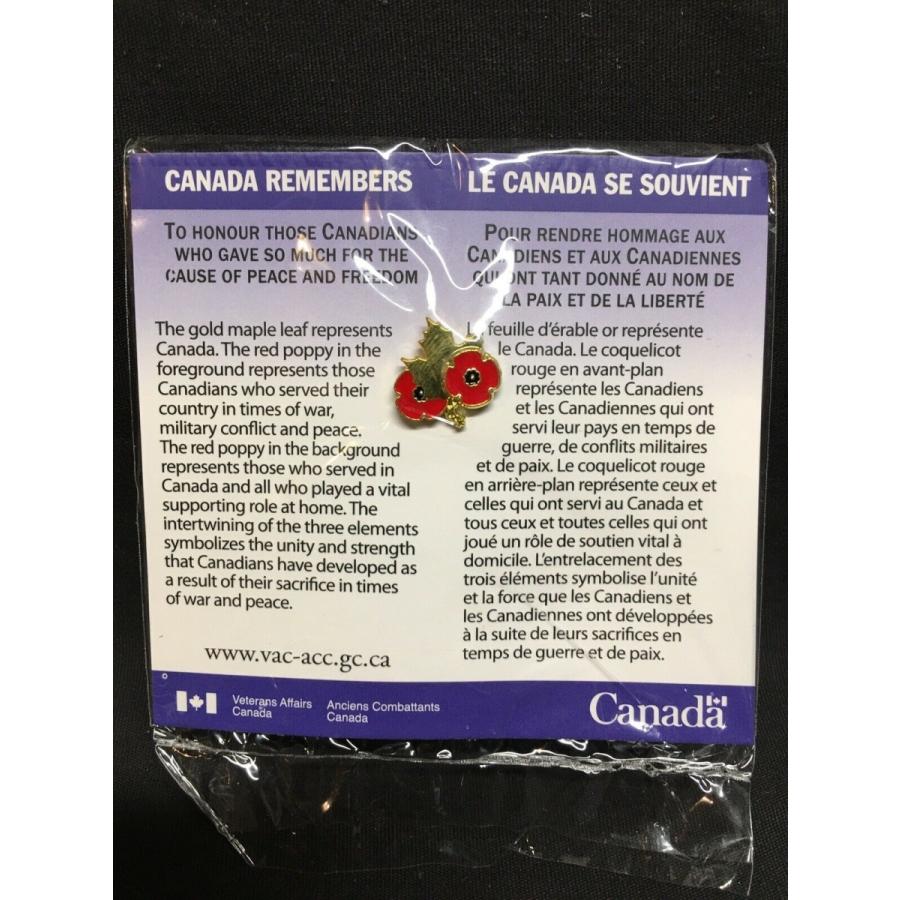 CANADA REMEMBERS
TO HONOUR THOSE CANADIANS
WHO GAVE SO MUCH FOR THE
CAUSE OF PEACE AND FREEDOM
The gold maple leaf represents
Canada. The red poppy in the
foreground represents those
Canadians who served their
country in times of war,
military conflict and peace.
The red poppy in the background
represents those who served in
Canada and all who played a vital
supporting role at home. The
intertwining of the three elements
symbolizes the unity and strength
that Canadians have developed as
a result of their sacrifice in times
of war and peace.
www.vac-acc.gc.ca
LE CANADA SE SOUVIENT
POUR RENDRE HOMMAGE AUX
CANADIENS ET AUX CANADIENNES
QUI ONT TANT DONNÉ AU NOM DE
LA PAIX ET DE LA LIBERTÉ
La feuille d'érable or représente
le Canada. Le coquelicot
rouge en avant-plan
représente les Canadiens
et les Canadiennes qui ont
servi leur pays en temps de
guerre, de conflits militaires
et de paix. Le coquelicot rouge
en arrière-plan représente ceux et
celles qui ont servi au Canada et
tous ceux et toutes celles qui ont
joué un rôle de soutien vital à
domicile. L'entrelacement des
trois éléments symbolise l'unité
et la force que les Canadiens et
les Canadiennes ont développées
à la suite de leurs sacrifices en
temps de guerre et de paix.
©
Veterans Affairs
Canada
Anciens Combattants
Canada
Canada